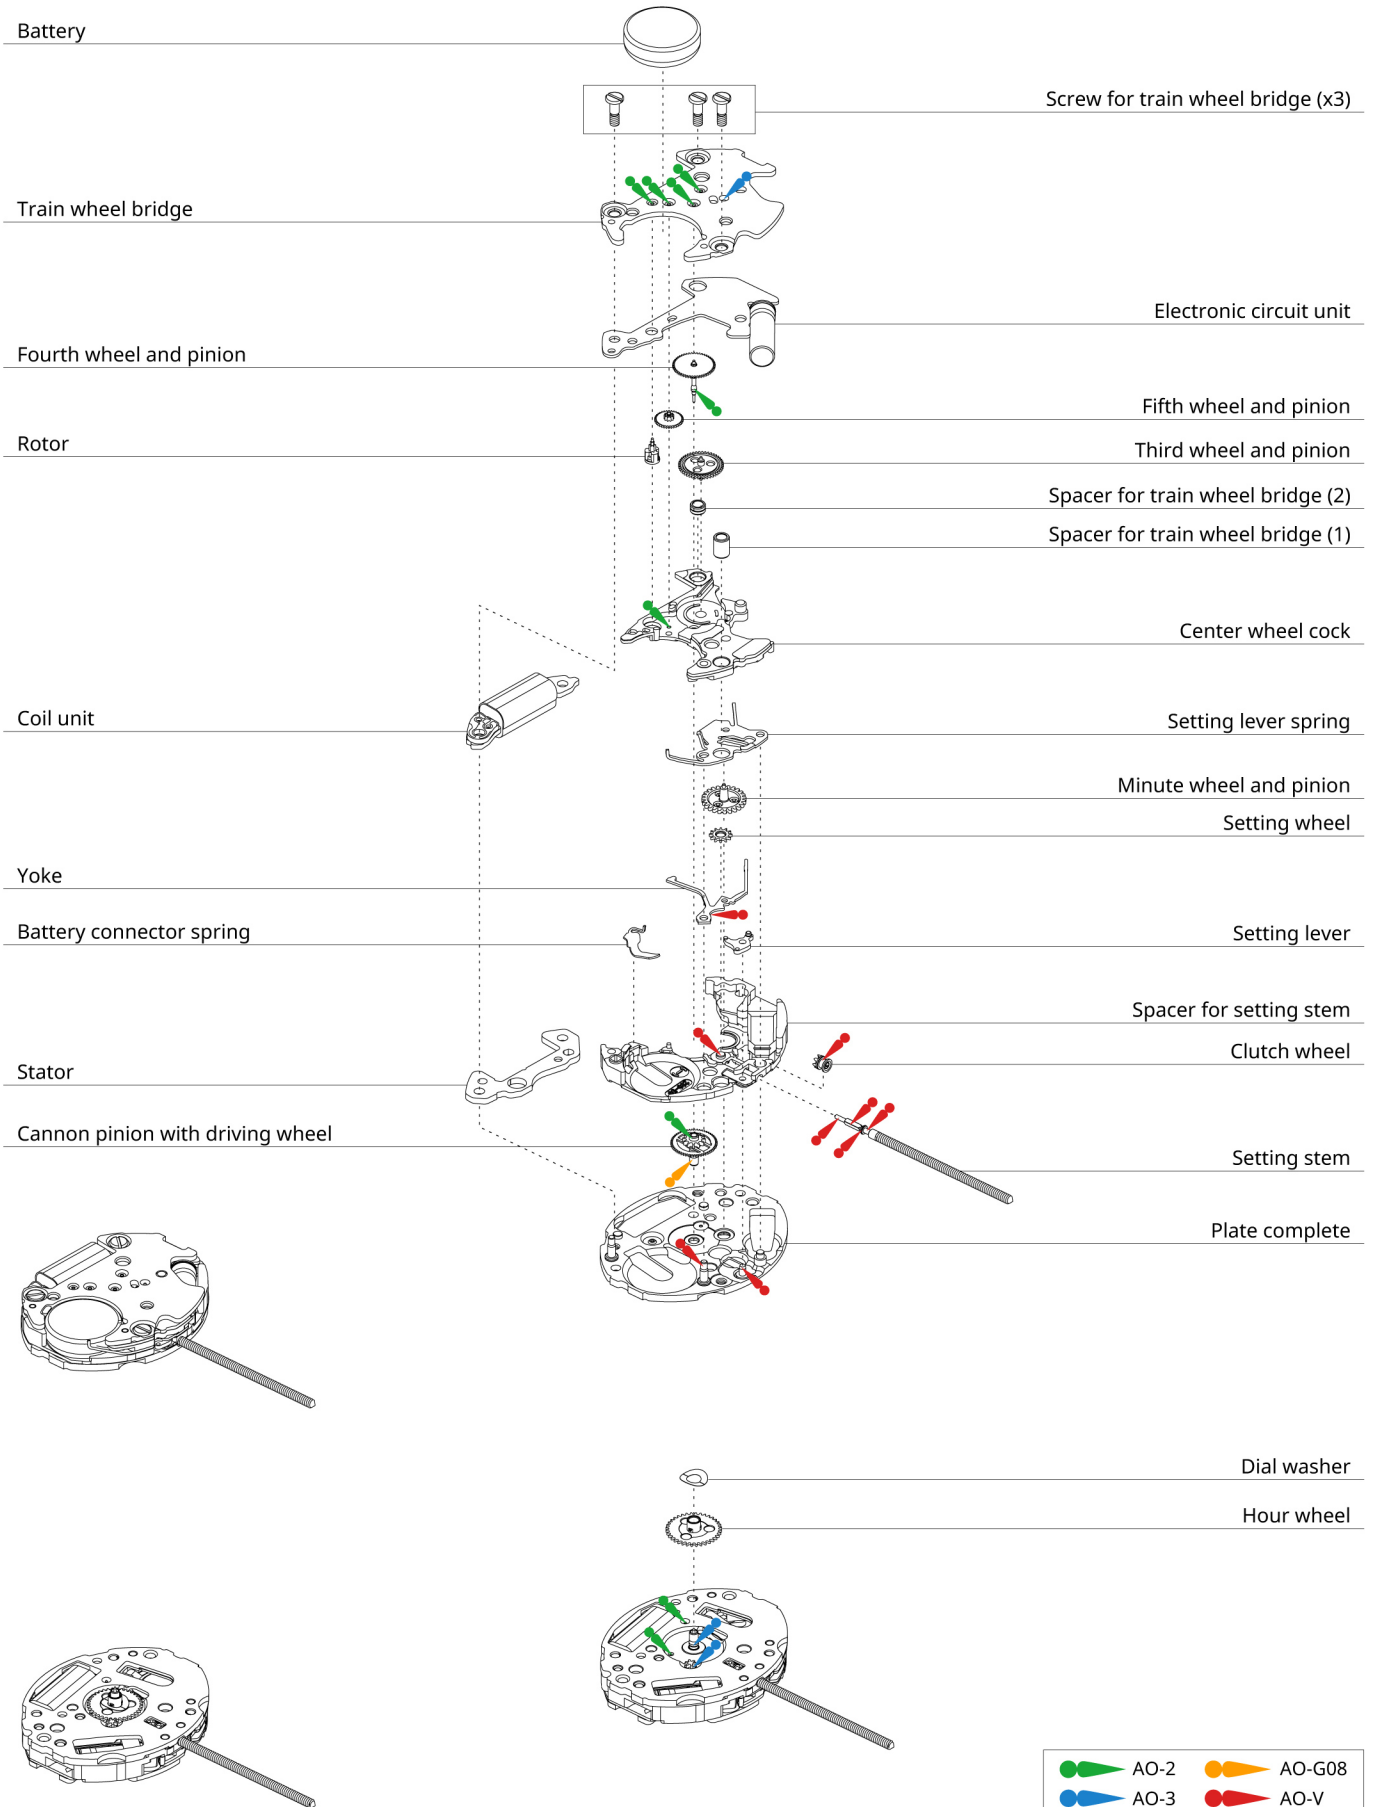 Battery
Screw for train wheel bridge (x3)
Train wheel bridge
Electronic circuit unit
Fourth wheel and pinion
Fifth wheel and pinion
Rotor
Third wheel and pinion
Spacer for train wheel bridge (2)
Spacer for train wheel bridge (1)
Center wheel cock
Coil unit
Setting lever spring
Minute wheel and pinion
Setting wheel
Yoke
Battery connector spring
Setting lever
Spacer for setting stem
Clutch wheel
Stator
Cannon pinion with driving wheel
Setting stem
Plate complete
Dial washer
Hour wheel
AO-2 AO-G08
AO-3 AO-V